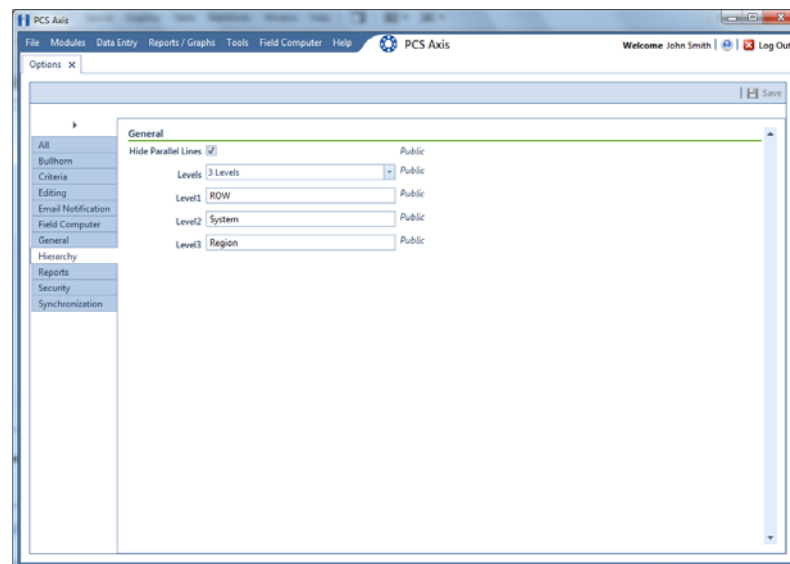 PCS Axis
File Modules Data Entry Reports / Graphs Tools Field Computer Help PCS Axis Welcome John Smith | | Log Out
Options x
| Save
General
All
Bullhorn
Criteria
Editing
Email Notification
Field Computer
General
Hierarchy
Reports
Security
Synchronization
Hide Parallel Lines Public
Levels 3 Levels Public
Level1 ROW Public
Level2 System Public
Level3 Region Public